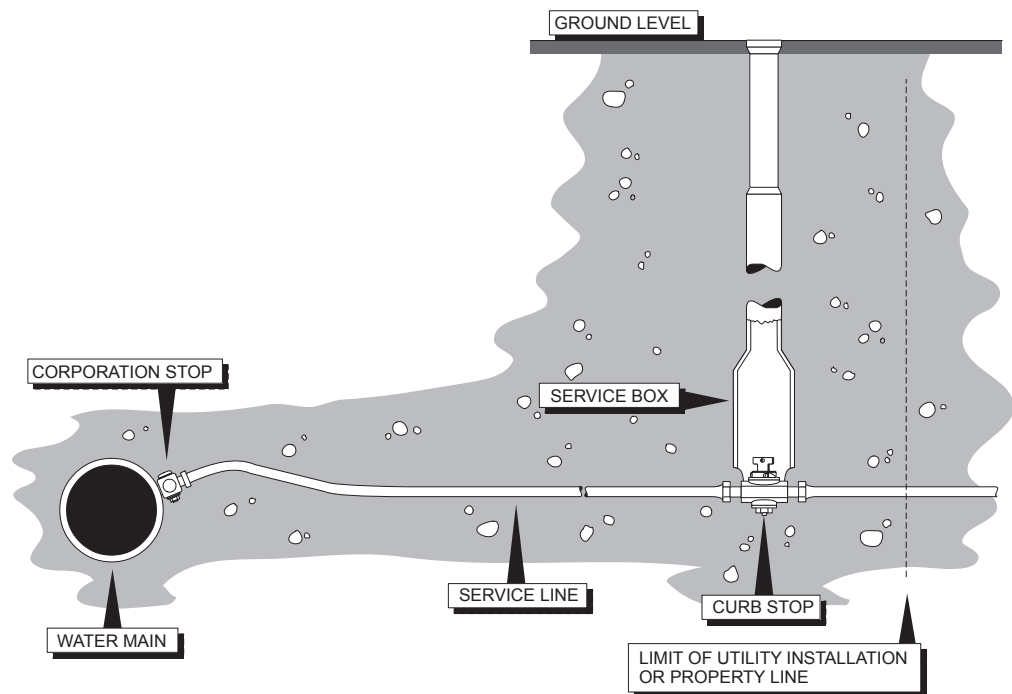 GROUND LEVEL
CORPORATION STOP
SERVICE BOX
SERVICE LINE
CURB STOP
WATER MAIN
LIMIT OF UTILITY INSTALLATION
OR PROPERTY LINE